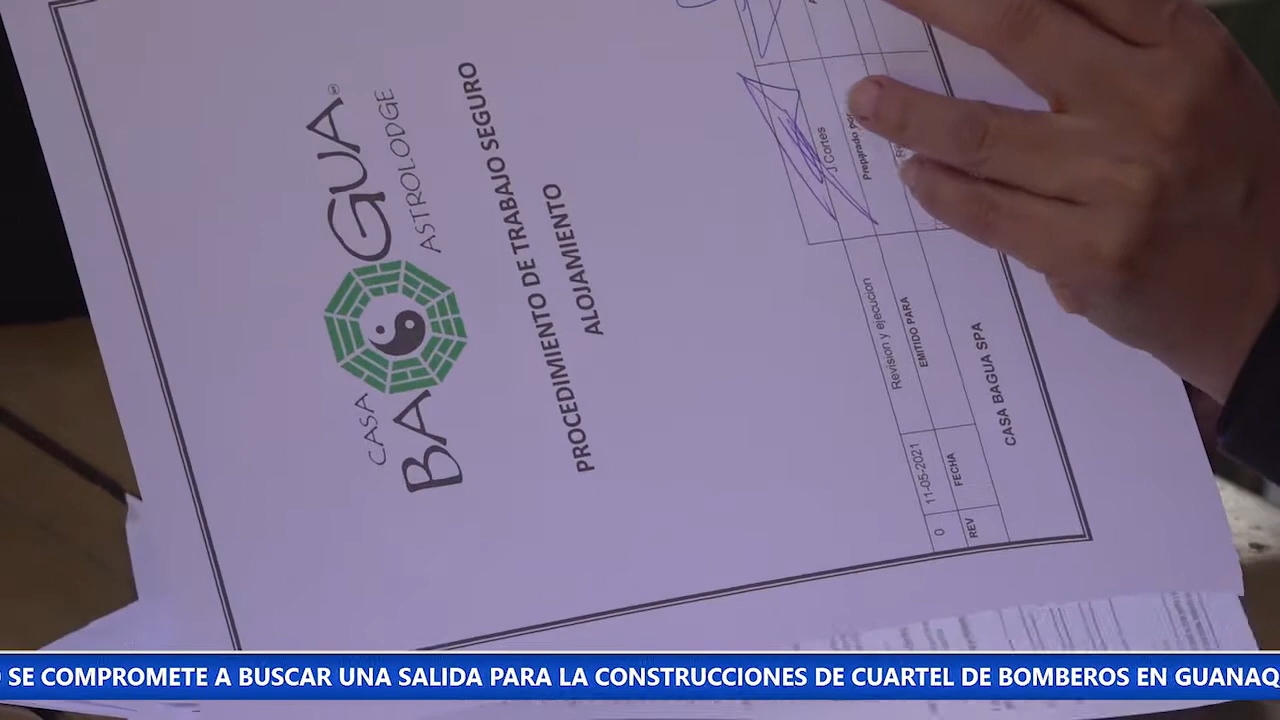 CASA
BAGUA®
ASTROLODGE
PROCEDIMIENTO DE TRABAJO SEGURO
ALOJAMIENTO
J Cortes
Preparado por
0 11-05-2021 Revision y ejecucion
REV FECHA EMITIDO PARA
CASA BAGUA SPA
SE COMPROMETE A BUSCAR UNA SALIDA PARA LA CONSTRUCCIONES DE CUARTEL DE BOMBEROS EN GUANAQ